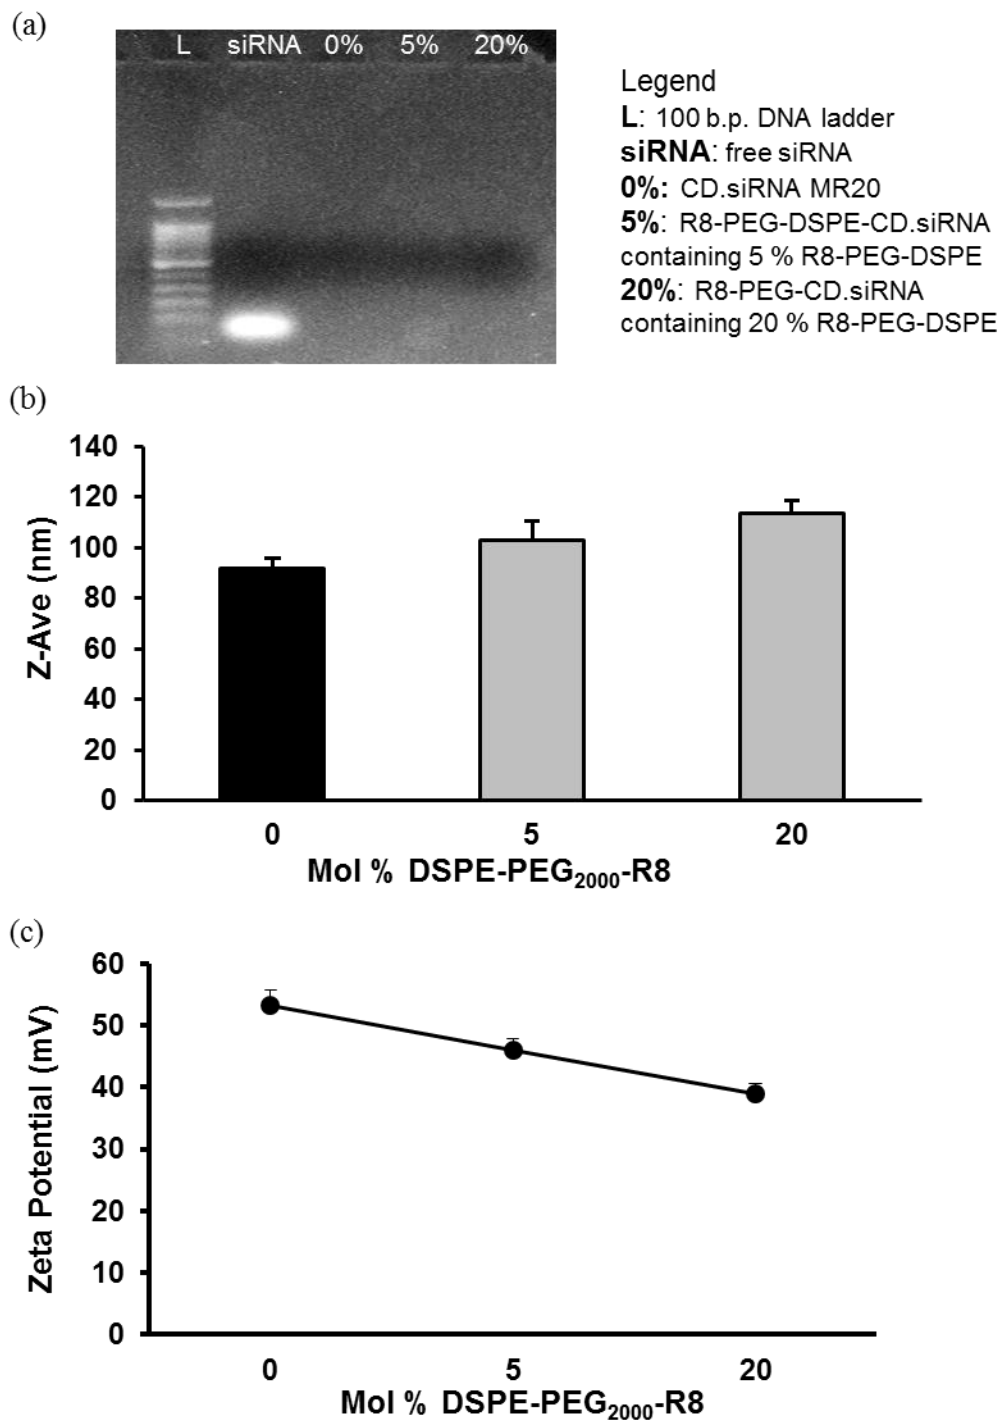 (a)
L siRNA 0% 5% 20%
Legend
L: 100 b.p. DNA ladder
siRNA: free siRNA
0%: CD.siRNA MR20
5%: R8-PEG-DSPE-CD.siRNA
containing 5 % R8-PEG-DSPE
20%: R8-PEG-CD.siRNA
containing 20 % R8-PEG-DSPE
(b)
Z-Ave (nm)
140
120
100
80
60
40
20
0
0 5 20
Mol % DSPE-PEG₂₀₀₀-R8
(c)
Zeta Potential (mV)
60
50
40
30
20
10
0
0 5 20
Mol % DSPE-PEG₂₀₀₀-R8